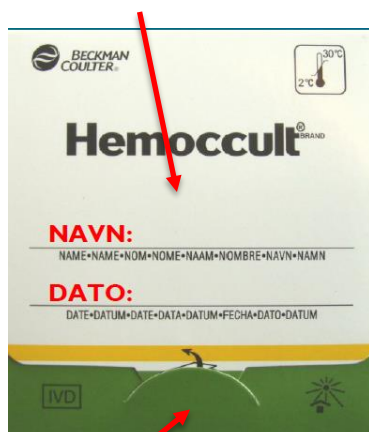 BECKMAN
COULTER®
30°C
2°C
Hemoccult®
BRAND
NAVN:
NAME•NAME•NOM•NOME•NAAM•NOMBRE•NAVN•NAMN
DATO:
DATE•DATUM•DATE•DATA•DATUM•FECHA•DATO•DATUM
IVD